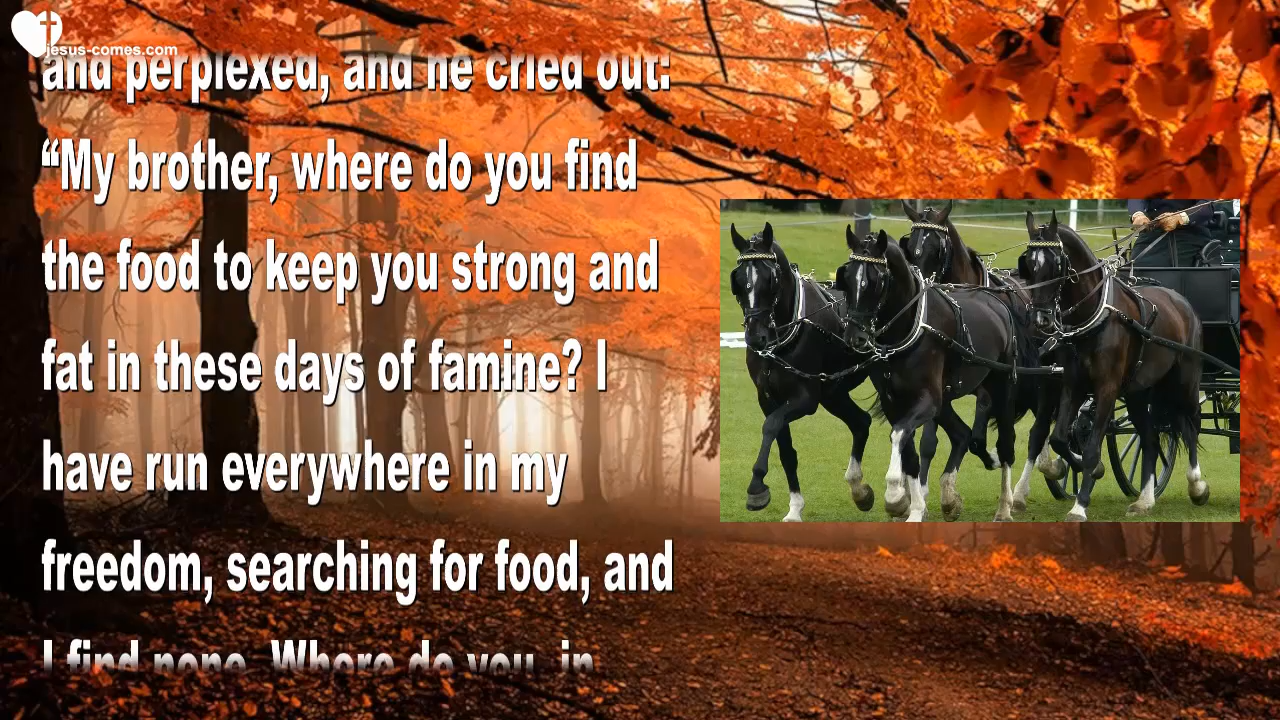 jesus-comes.com
and perplexed, and he cried out:
“My brother, where do you find
the food to keep you strong and
fat in these days of famine? I
have run everywhere in my
freedom, searching for food, and
I find none. Where do you, in